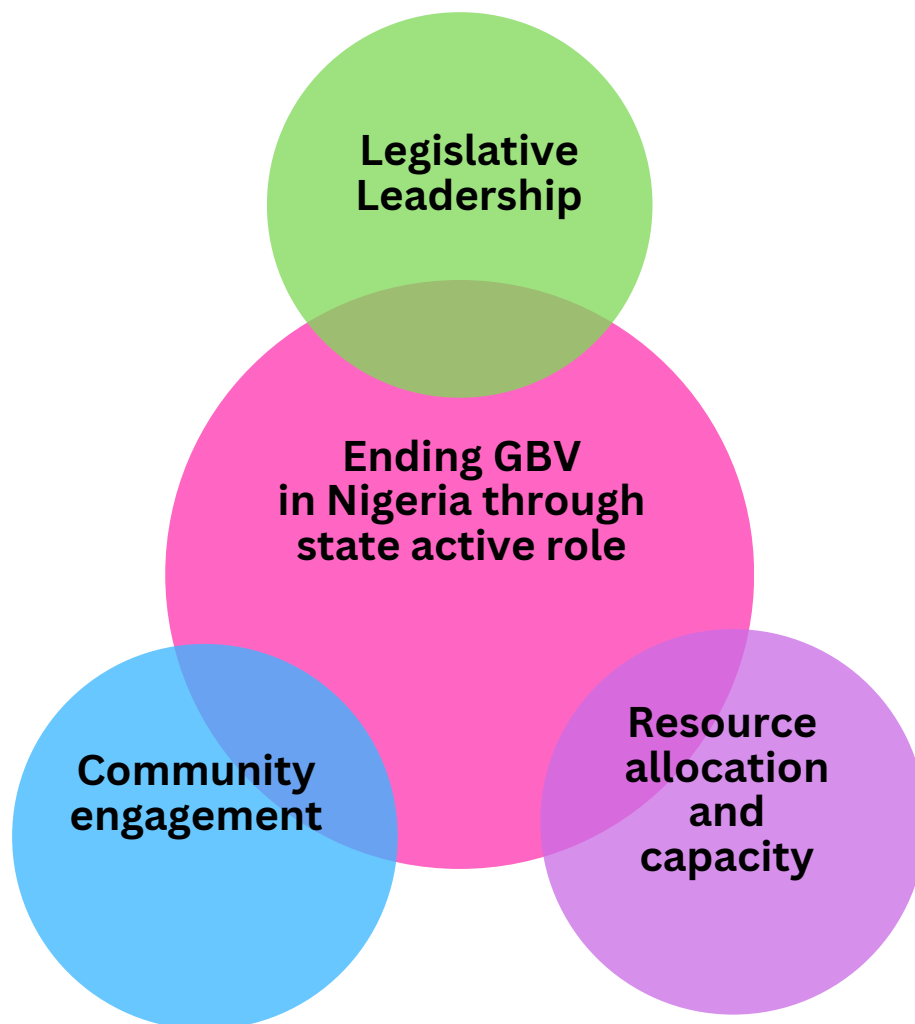 Legislative
Leadership
Ending GBV
in Nigeria through
state active role
Community
engagement
Resource
allocation
and
capacity